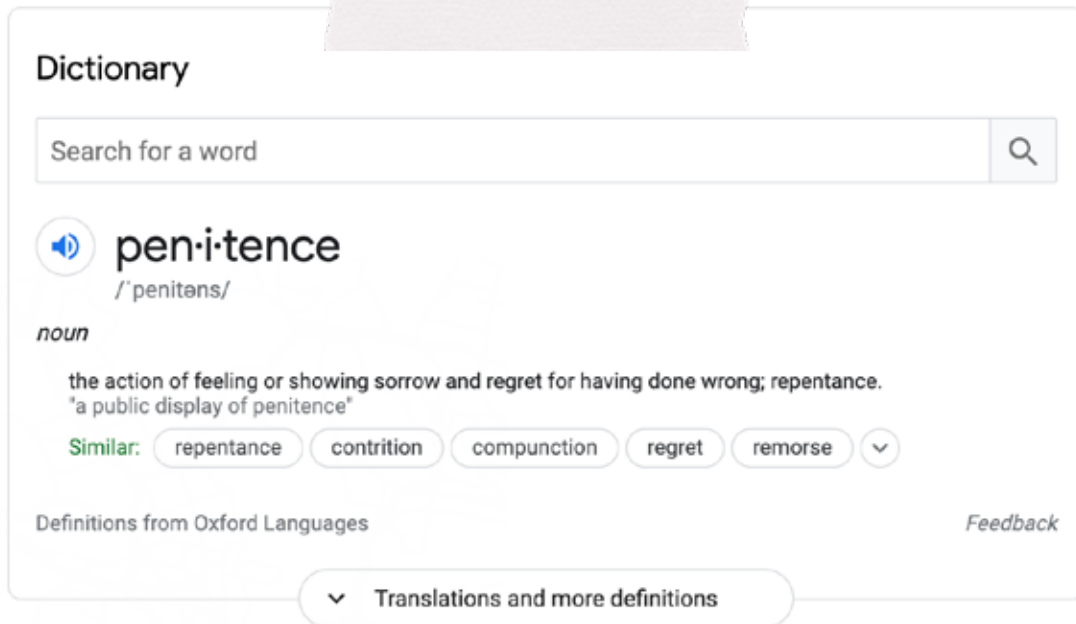 Dictionary
Search for a word
pen·i·tence
/ˈpenitəns/
noun
the action of feeling or showing sorrow and regret for having done wrong; repentance.
"a public display of penitence"
Similar: repentance contrition compunction regret remorse
Definitions from Oxford Languages Feedback
Translations and more definitions